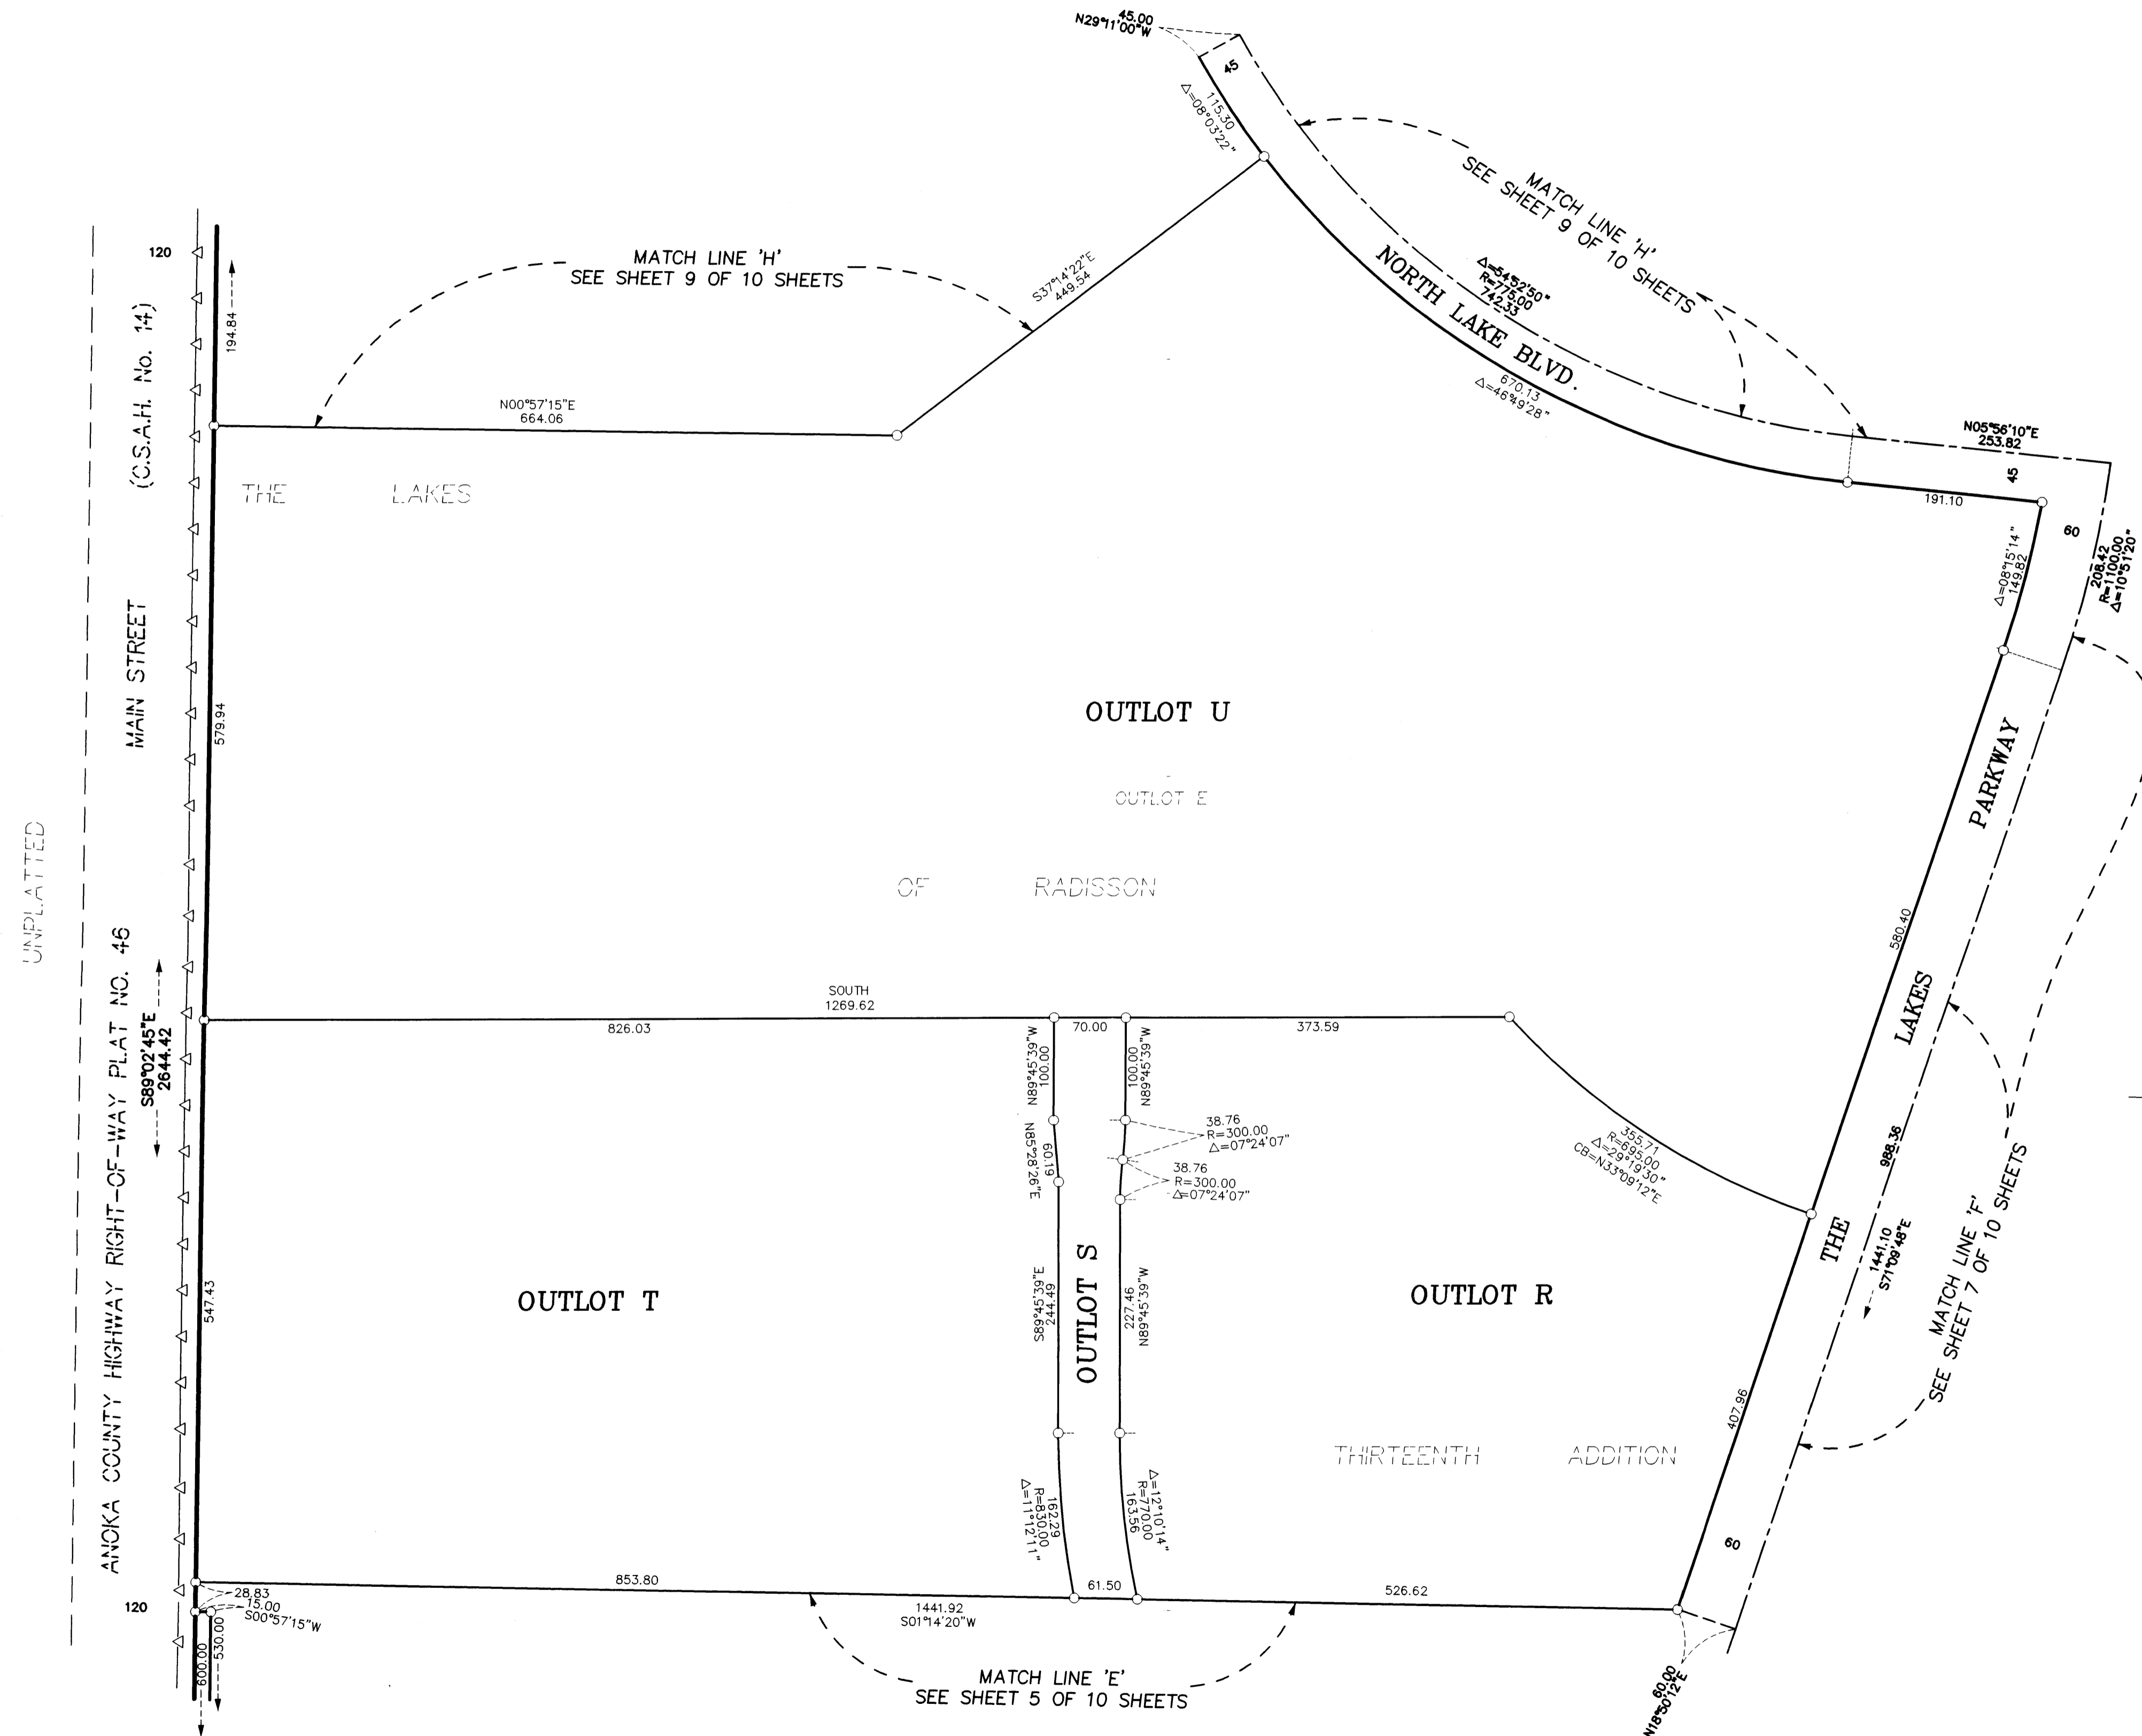 45.00
N29°11'00"W
45
115.30
Δ=08°03'22"
MATCH LINE 'H'
SEE SHEET 9 OF 10 SHEETS
Δ=54°52'50"
R=775.00
742.33
NORTH LAKE BLVD.
670.13
Δ=46°49'28"
N05°56'10"E
253.82
45
191.10
60
208.42
R=1100.00
Δ=10°51'20"
Δ=08°15'14"
149.82
120
194.84
MATCH LINE 'H'
SEE SHEET 9 OF 10 SHEETS
S37°14'22"E
449.54
N00°57'15"E
664.06
(C.S.A.H. No. 14)
MAIN STREET
THE LAKES
579.94
OUTLOT U
OUTLOT E
OF RADISSON
UNPLATTED
ANOKA COUNTY HIGHWAY RIGHT-OF-WAY PLAT NO. 46
S89°02'45"E
2644.42
SOUTH
1269.62
826.03
70.00
373.59
N89°45'39"W
100.00
100.00
N89°45'39"W
N85°28'26"E
60.19
38.76
R=300.00
Δ=07°24'07"
38.76
R=300.00
Δ=07°24'07"
355.71
R=695.00
Δ=29°19'30"
CB=N33°09'12"E
580.40
THE LAKES PARKWAY
988.36
1441.10
S71°09'48"E
MATCH LINE 'F'
SEE SHEET 7 OF 10 SHEETS
547.43
OUTLOT T
S89°45'39"E
244.49
OUTLOT S
227.46
N89°45'39"W
OUTLOT R
407.96
THIRTEENTH ADDITION
162.29
R=830.00
Δ=11°12'11"
Δ=12°10'14"
R=770.00
163.56
60
120
28.83
15.00
S00°57'15"W
600.00
530.00
853.80
61.50
526.62
1441.92
S01°14'20"W
MATCH LINE 'E'
SEE SHEET 5 OF 10 SHEETS
60.00
N18°50'12"E